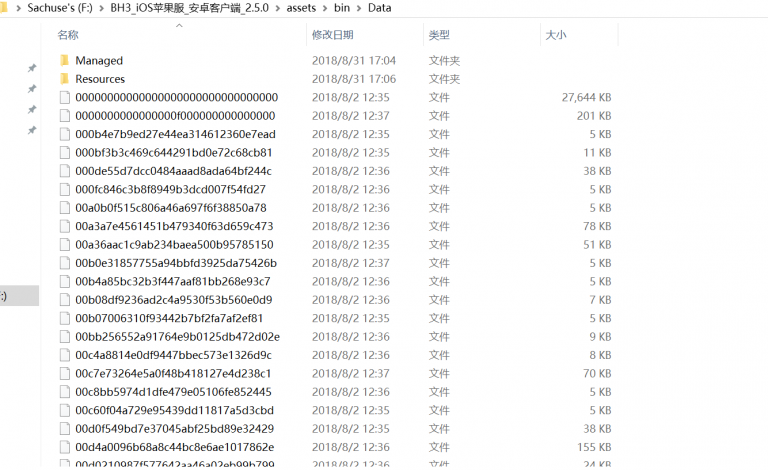 Sachuse's (F:) > BH3_iOS苹果服_安卓客户端_2.5.0 > assets > bin > Data
名称 修改日期 类型 大小
Managed 2018/8/31 17:04 文件夹
Resources 2018/8/31 17:06 文件夹
00000000000000000000000000000000 2018/8/2 12:35 文件 27,644 KB
0000000000000000f000000000000000 2018/8/2 12:37 文件 201 KB
000b4e7b9ed27e44ea314612360e7ead 2018/8/2 12:35 文件 5 KB
000bf3b3c469c644291bd0e72c68cb81 2018/8/2 12:35 文件 11 KB
000de55d7dcc0484aaad8ada64bf244c 2018/8/2 12:36 文件 38 KB
000fc846c3b8f8949b3dcd007f54fd27 2018/8/2 12:36 文件 5 KB
00a0b0f515c806a46a697f6f38850a78 2018/8/2 12:36 文件 5 KB
00a3a7e4561451b479340f63d659c473 2018/8/2 12:36 文件 78 KB
00a36aac1c9ab234baea500b95785150 2018/8/2 12:35 文件 51 KB
00b0e31857755a94bbfd3925da75426b 2018/8/2 12:37 文件 5 KB
00b4a85bc32b3f447aaf81bb268e93c7 2018/8/2 12:36 文件 5 KB
00b08df9236ad2c4a9530f53b560e0d9 2018/8/2 12:36 文件 7 KB
00b07006310f93442b7bf2fa7af2ef81 2018/8/2 12:35 文件 5 KB
00bb256552a91764e9b0125db472d02e 2018/8/2 12:36 文件 9 KB
00c4a8814e0df9447bbec573e1326d9c 2018/8/2 12:36 文件 8 KB
00c7e73264e5a0f48b418127e4d238c1 2018/8/2 12:37 文件 70 KB
00c8bb5974d1dfe479e05106fe852445 2018/8/2 12:36 文件 5 KB
00c60f04a729e95439dd11817a5d3cbd 2018/8/2 12:35 文件 5 KB
00d0f549bd7e37045abf25bd89e32429 2018/8/2 12:35 文件 38 KB
00d4a0096b68a8c44bc8e6ae1017862e 2018/8/2 12:36 文件 155 KB
00d0210987f577642aa46a02eb99b799 2018/8/2 12:36 文件 24 KB
:)